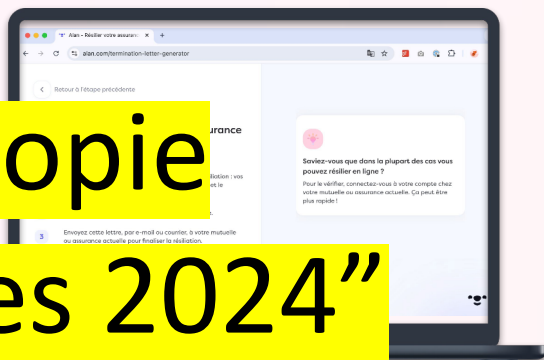 Alan - Résilier votre assurance
alan.com/termination-letter-generator
Retour à l'étape précédente
urance
opie
iliation : vos
et le
Saviez-vous que dans la plupart des cas vous
pouvez résilier en ligne ?
Pour le vérifier, connectez-vous à votre compte chez
votre mutuelle ou assurance actuelle. Ça peut être
plus rapide !
3
Envoyez cette lettre, par e-mail ou courrier, à votre mutuelle
ou assurance actuelle pour finaliser la résiliation.
es 2024”